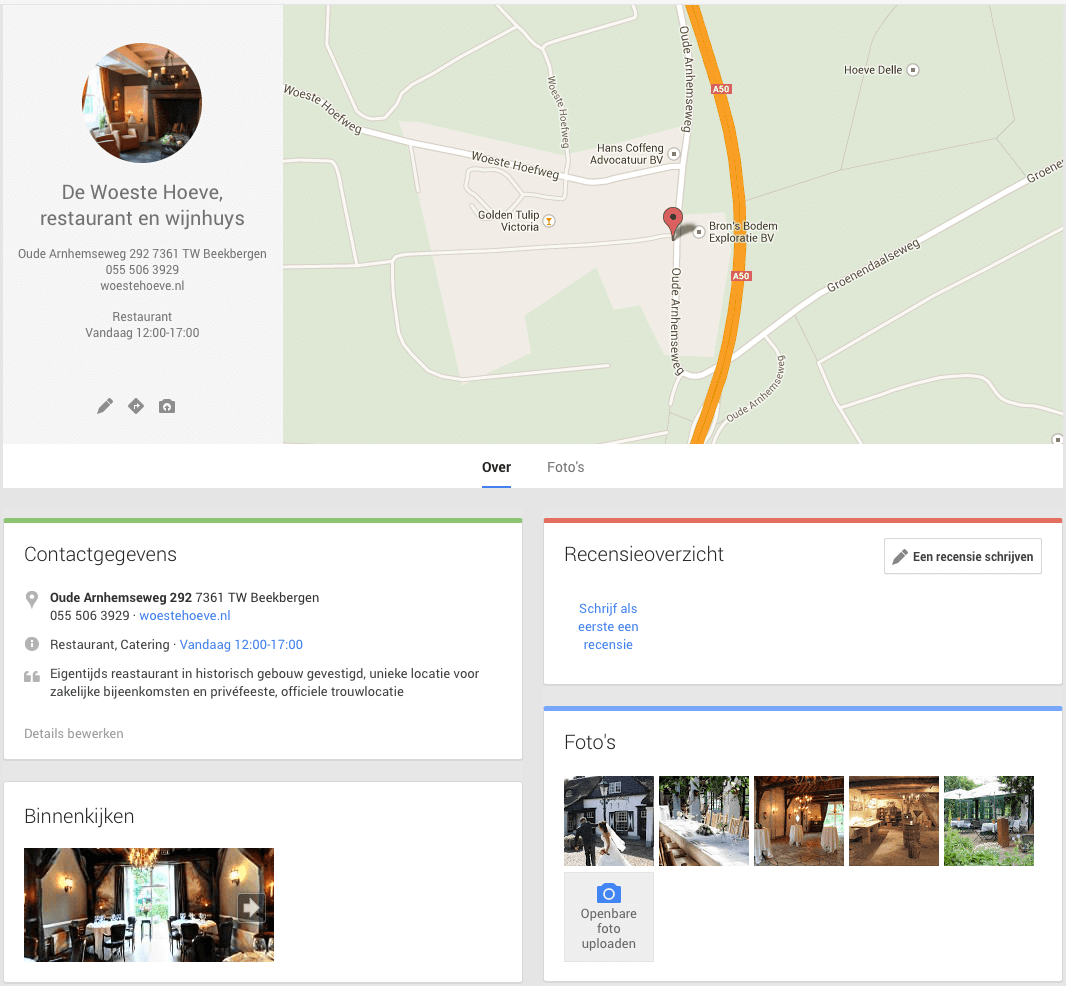 De Woeste Hoeve,
restaurant en wijnhuys
Oude Arnhemseweg 292 7361 TW Beekbergen
055 506 3929
woestehoeve.nl
Restaurant
Vandaag 12:00-17:00
Woeste Hoefweg
Woeste Hoefweg
Oude Arnhemseweg
A50
Hoeve Delle
Hans Coffeng
Advocatuur BV
Woeste Hoefweg
Groene
Golden Tulip
Victoria
Bron's Bodem
Exploratie BV
Groenendaalseweg
A50
Oude Arnhemseweg
Oude Arnhemseweg
Over
Foto's
Contactgegevens
Oude Arnhemseweg 292 7361 TW Beekbergen
055 506 3929 · woestehoeve.nl
Restaurant, Catering · Vandaag 12:00-17:00
Eigentijds reastaurant in historisch gebouw gevestigd, unieke locatie voor
zakelijke bijeenkomsten en privéfeeste, officiele trouwlocatie
Details bewerken
Binnenkijken
Recensieoverzicht
Een recensie schrijven
Schrijf als
eerste een
recensie
Foto's
Openbare
foto
uploaden